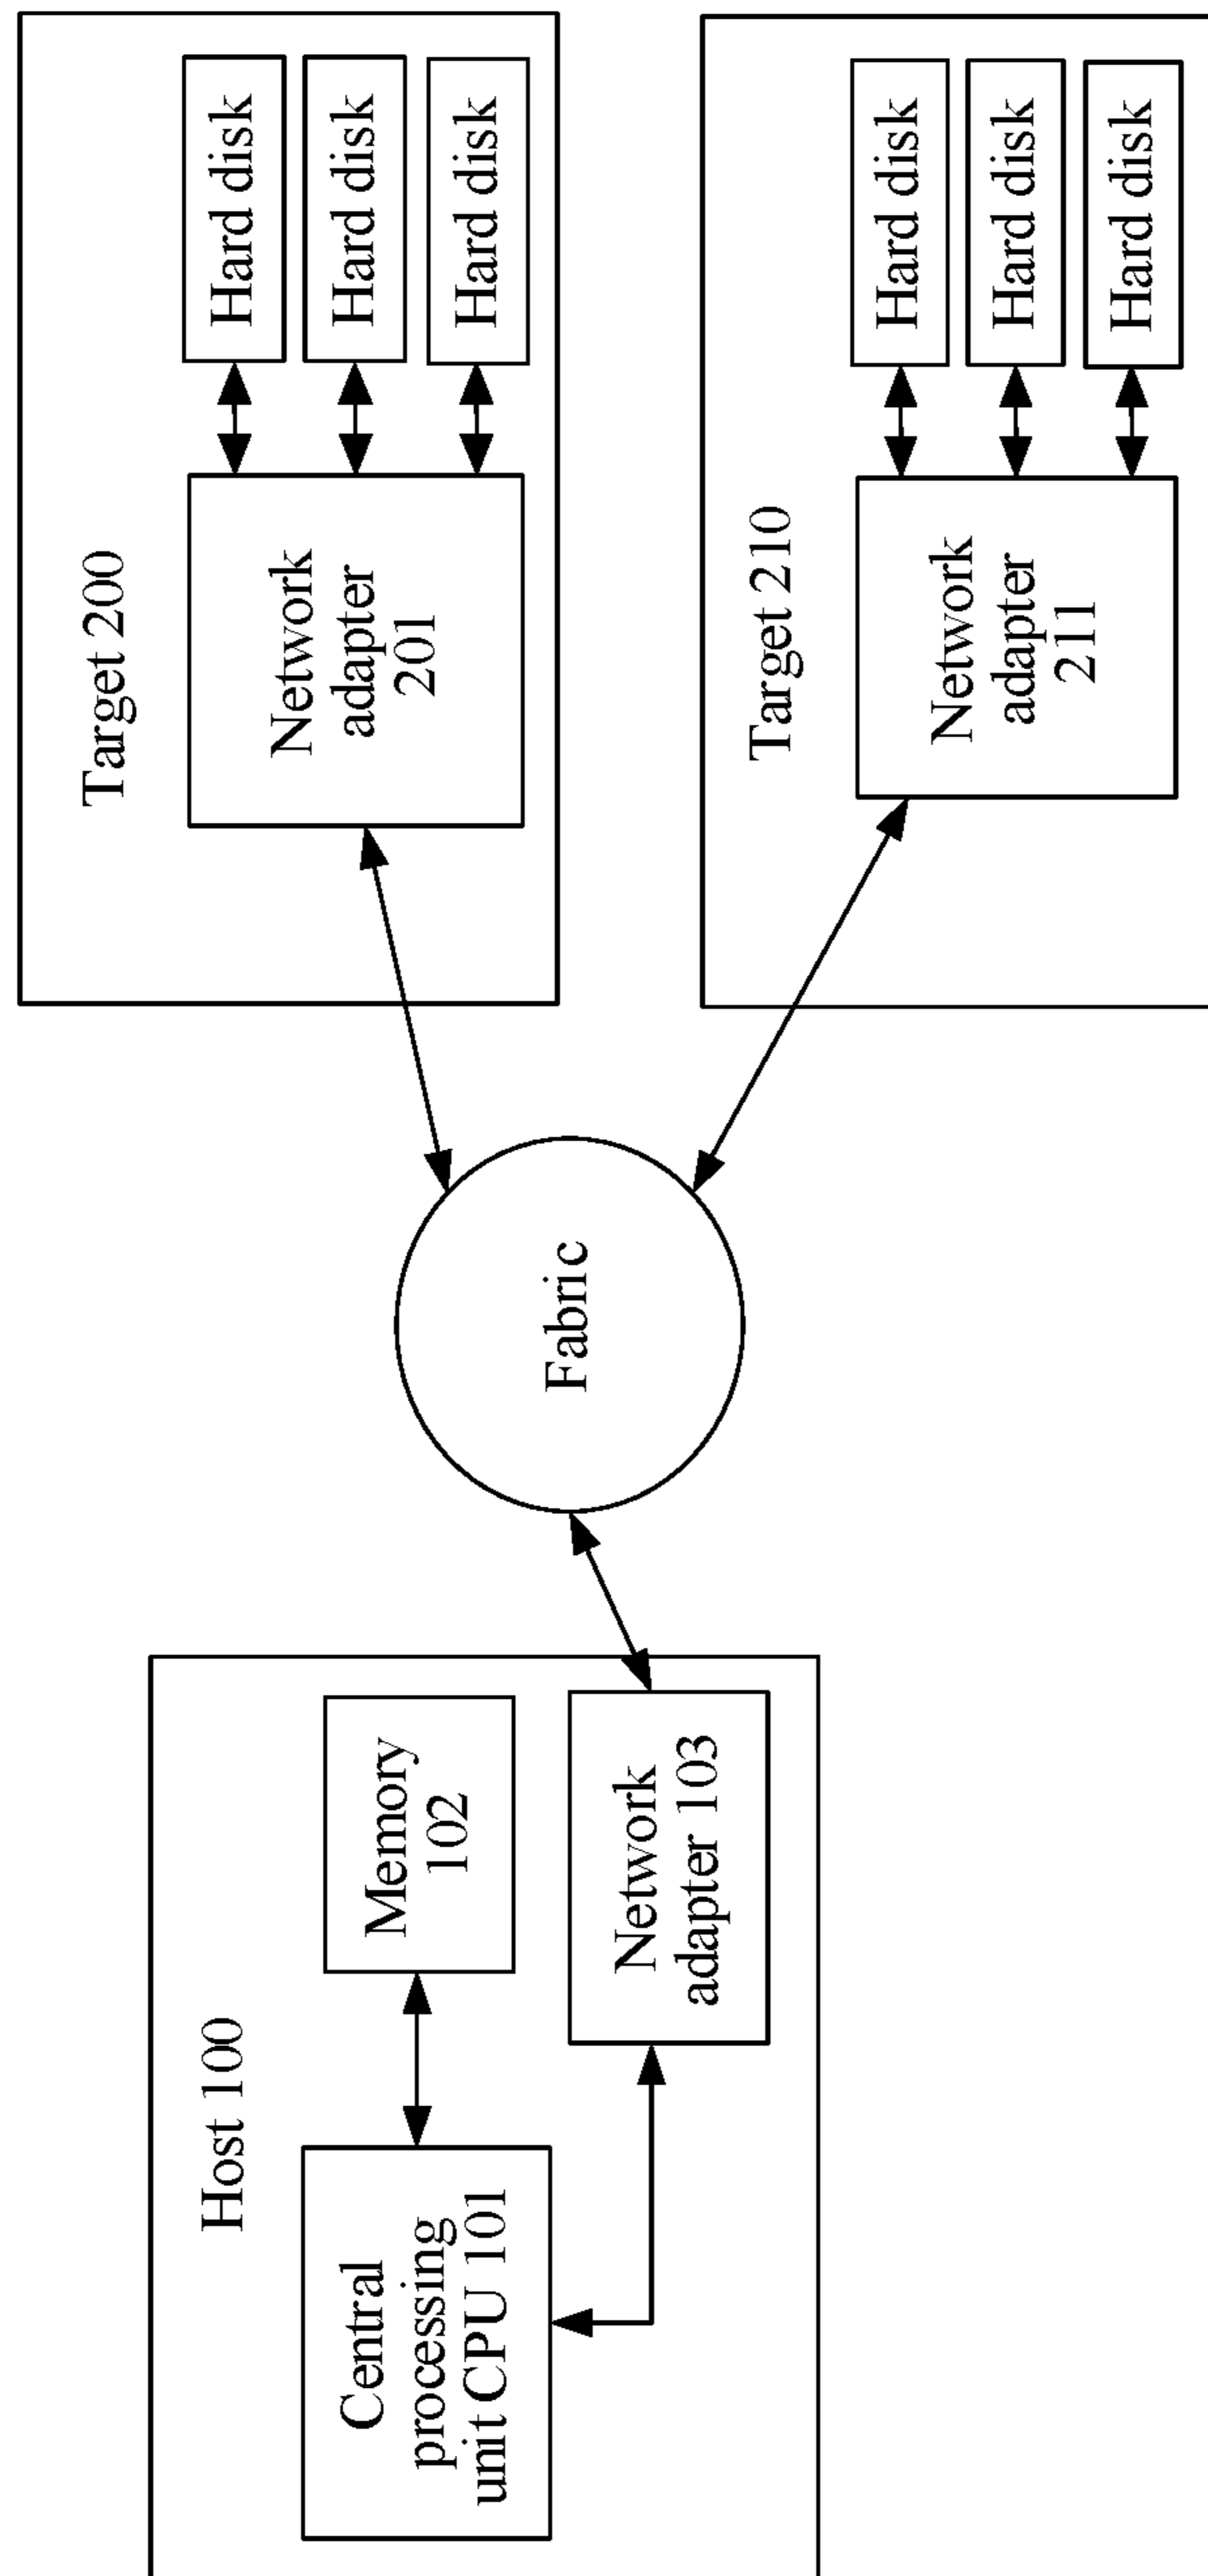 Host 100
Central
processing
unit CPU 101
Memory
102
Network
adapter 103
Fabric
Target 200
Network
adapter
201
Hard disk
Hard disk
Hard disk
Target 210
Network
adapter
211
Hard disk
Hard disk
Hard disk